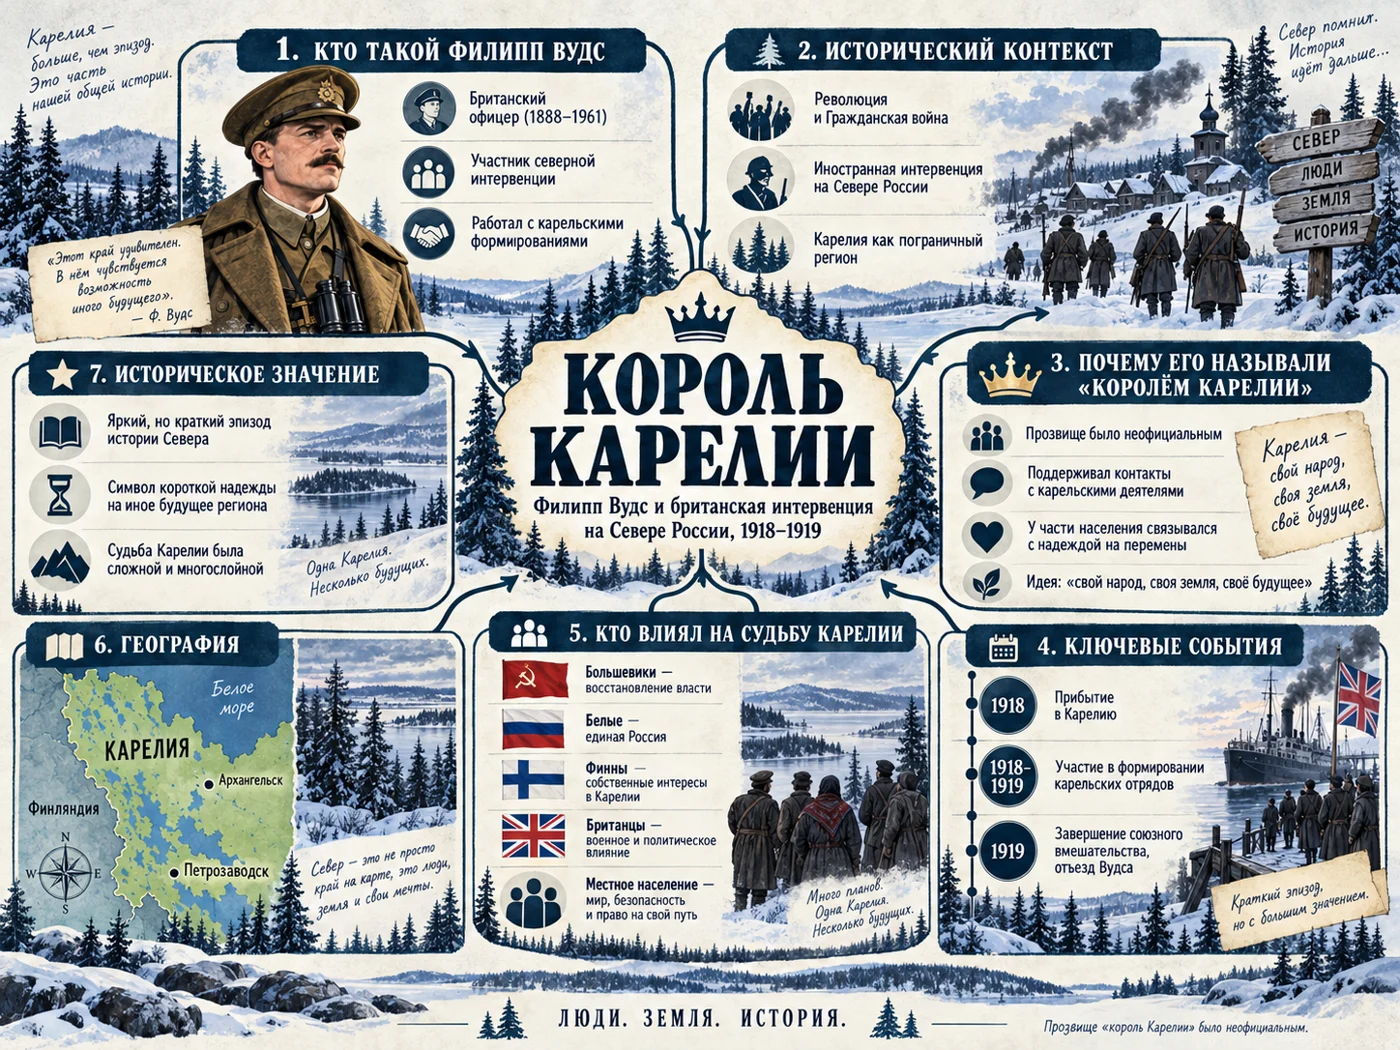 Карелия —
больше, чем эпизод.
Это часть
нашей общей истории.
1. КТО ТАКОЙ ФИЛИПП ВУДС
Британский
офицер (1888–1961)
Участник северной
интервенции
Работал с карельскими
формированиями
«Этот край удивителен.
В нём чувствуется
возможность
иного будущего».
— Ф. Вудс
2. ИСТОРИЧЕСКИЙ КОНТЕКСТ
Революция
и Гражданская война
Иностранная интервенция
на Севере России
Карелия как пограничный
регион
Север помнит.
История
идёт дальше...
СЕВЕР
ЛЮДИ
ЗЕМЛЯ
ИСТОРИЯ
КОРОЛЬ
КАРЕЛИИ
Филипп Вудс и британская интервенция
на Севере России, 1918–1919
3. ПОЧЕМУ ЕГО НАЗЫВАЛИ
«КОРОЛЁМ КАРЕЛИИ»
Прозвище было неофициальным
Поддерживал контакты
с карельскими деятелями
У части населения связывался
с надеждой на перемены
Идея: «свой народ, своя земля, своё будущее»
Карелия —
свой народ,
своя земля,
своё будущее.
4. КЛЮЧЕВЫЕ СОБЫТИЯ
1918
Прибытие
в Карелию
1918–
1919
Участие в формировании
карельских отрядов
1919
Завершение союзного
вмешательства,
отъезд Вудса
Краткий эпизод,
но с большим значением.
5. КТО ВЛИЯЛ НА СУДЬБУ КАРЕЛИИ
Большевики —
восстановление власти
Белые —
единая Россия
Финны —
собственные интересы
в Карелии
Британцы —
военное и политическое
влияние
Местное население —
мир, безопасность
и право на свой путь
Много планов.
Одна Карелия.
Несколько будущих.
6. ГЕОГРАФИЯ
Белое
море
КАРЕЛИЯ
Архангельск
Финляндия
Петрозаводск
N
W
E
S
Север — это не просто
край на карте, это люди,
земля и свои мечты.
7. ИСТОРИЧЕСКОЕ ЗНАЧЕНИЕ
Яркий, но краткий эпизод
истории Севера
Символ короткой надежды
на иное будущее региона
Судьба Карелии была
сложной и многослойной
Одна Карелия.
Несколько будущих.
ЛЮДИ. ЗЕМЛЯ. ИСТОРИЯ.
Прозвище «король Карелии» было неофициальным.